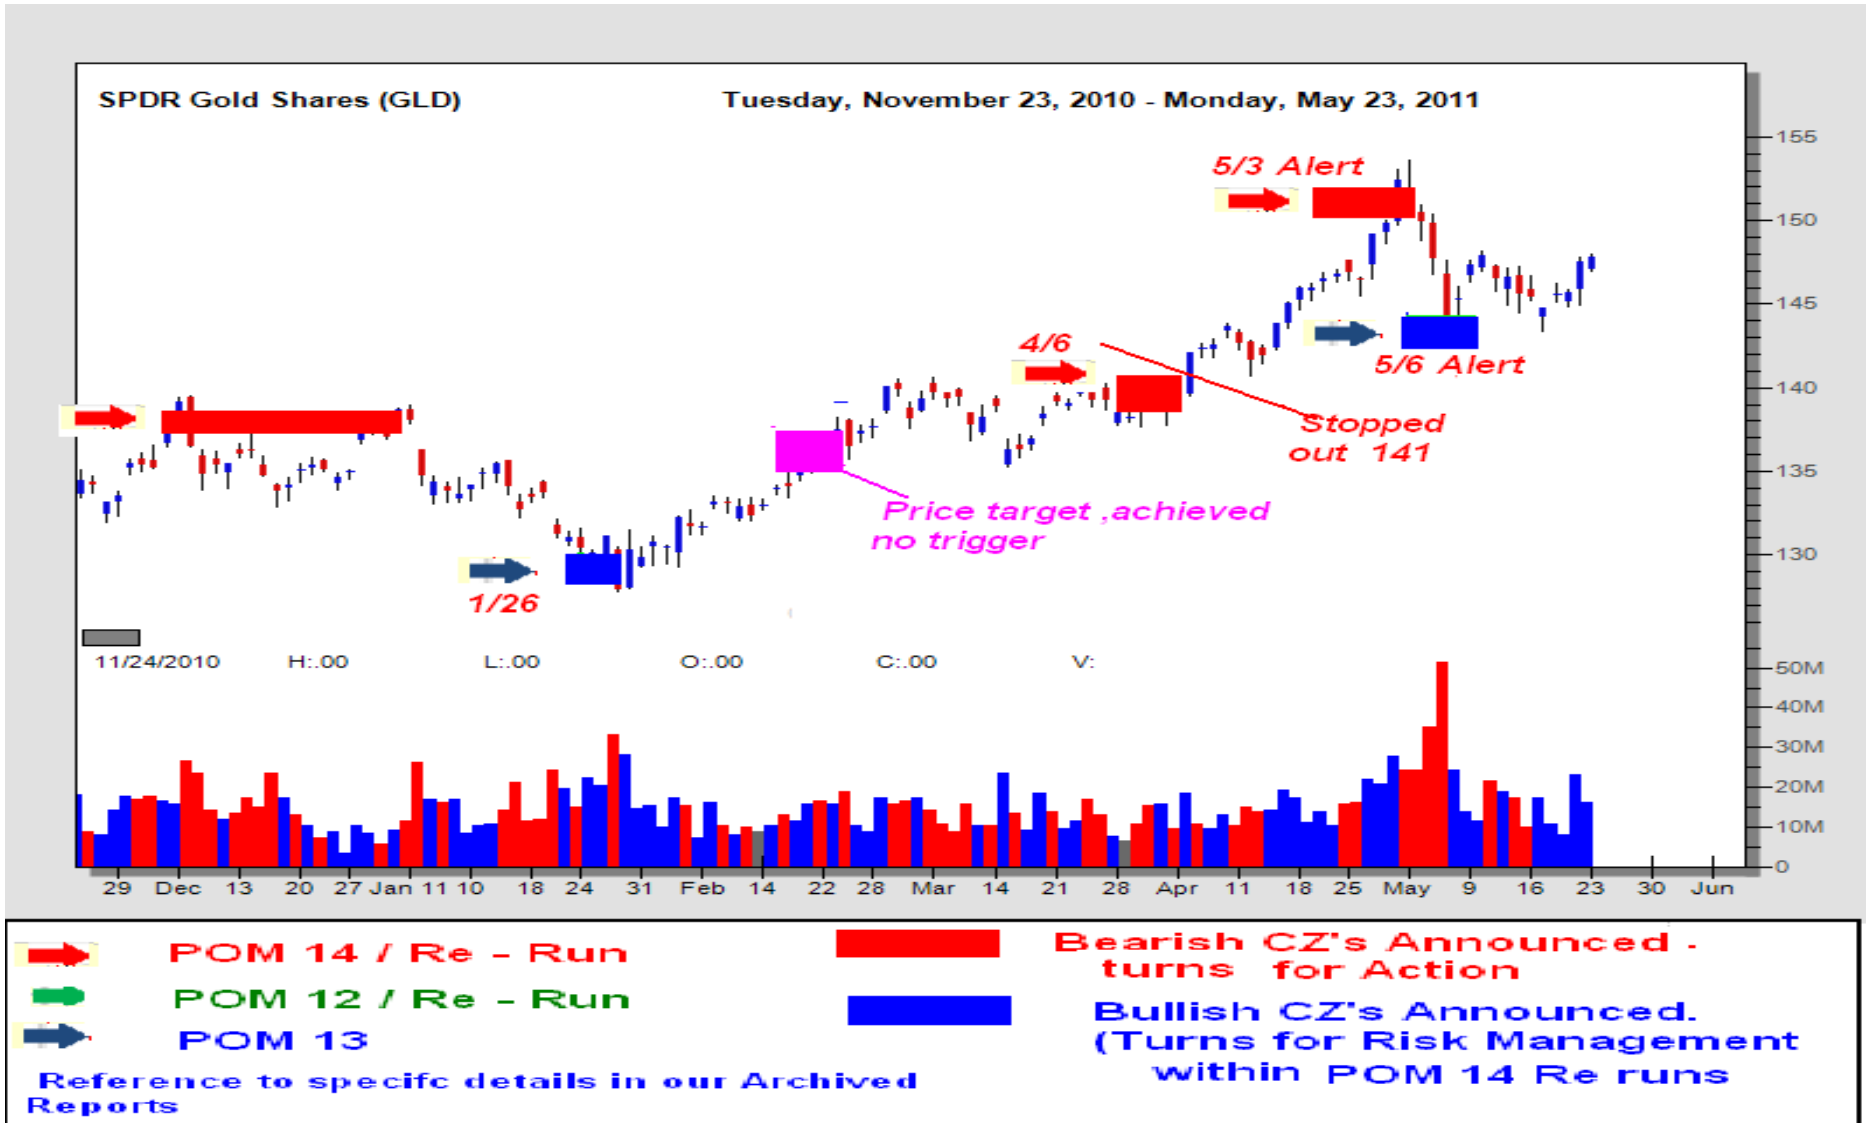 SPDR Gold Shares (GLD) Tuesday, November 23, 2010 - Monday, May 23, 2011
155
5/3 Alert
150
145
4/6
5/6 Alert
140
Stopped
out 141
135
Price target ,achieved
no trigger
130
1/26
11/24/2010 H:.00 L:.00 O:.00 C:.00 V:
50M
40M
30M
20M
10M
0
29 Dec 13 20 27 Jan 11 10 18 24 31 Feb 14 22 28 Mar 14 21 28 Apr 11 18 25 May 9 16 23 30 Jun
POM 14 / Re - Run
POM 12 / Re - Run
POM 13
Reference to specifc details in our Archived
Reports
Bearish CZ's Announced -
turns for Action
Bullish CZ's Announced.
(Turns for Risk Management
within POM 14 Re runs